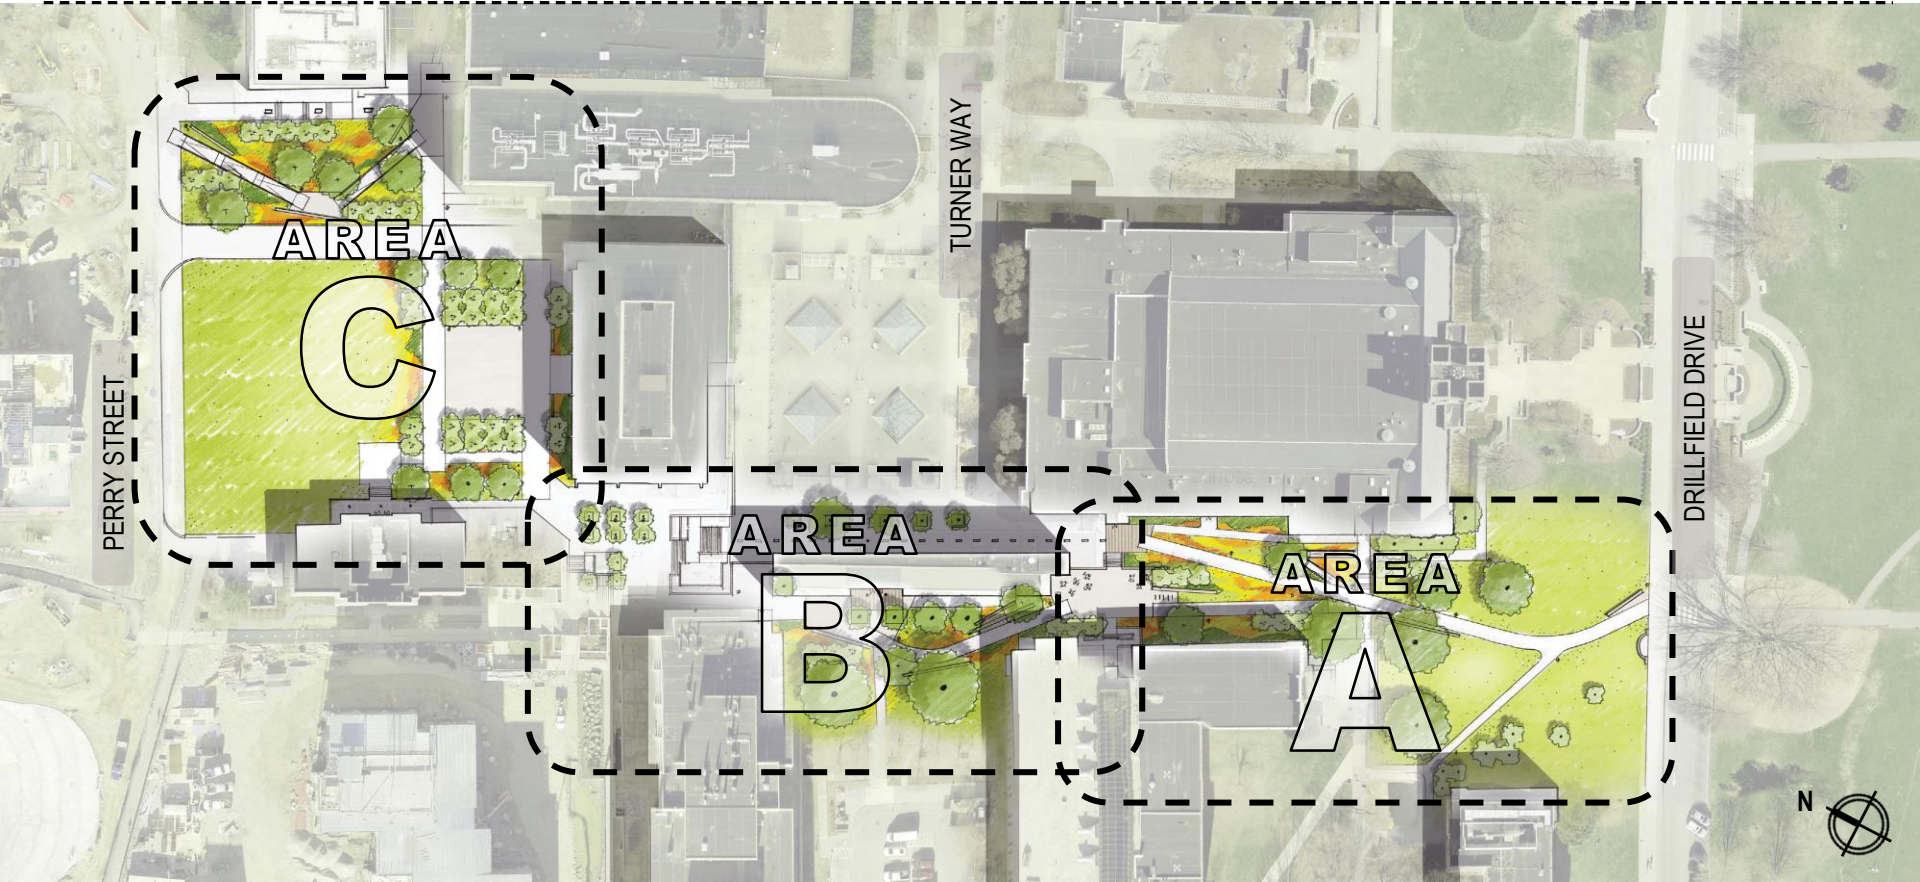 TURNER WAY
AREA
C
DRILLFIELD DRIVE
PERRY STREET
AREA
B
AREA
A
N